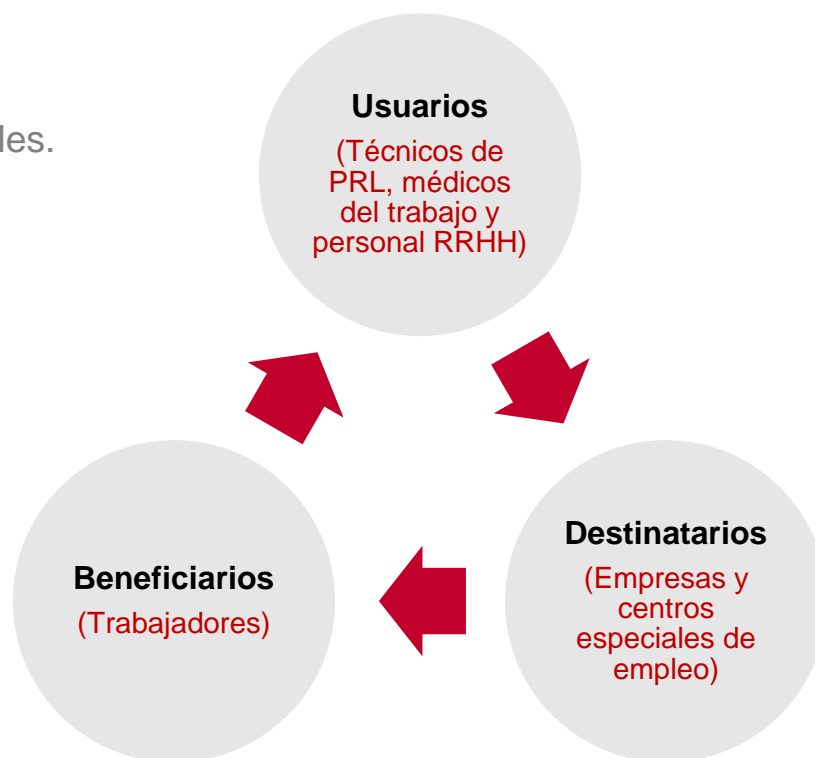 les.
Usuarios
(Técnicos de
PRL, médicos
del trabajo y
personal RRHH)
Destinatarios
(Empresas y
centros
especiales de
empleo)
Beneficiarios
(Trabajadores)